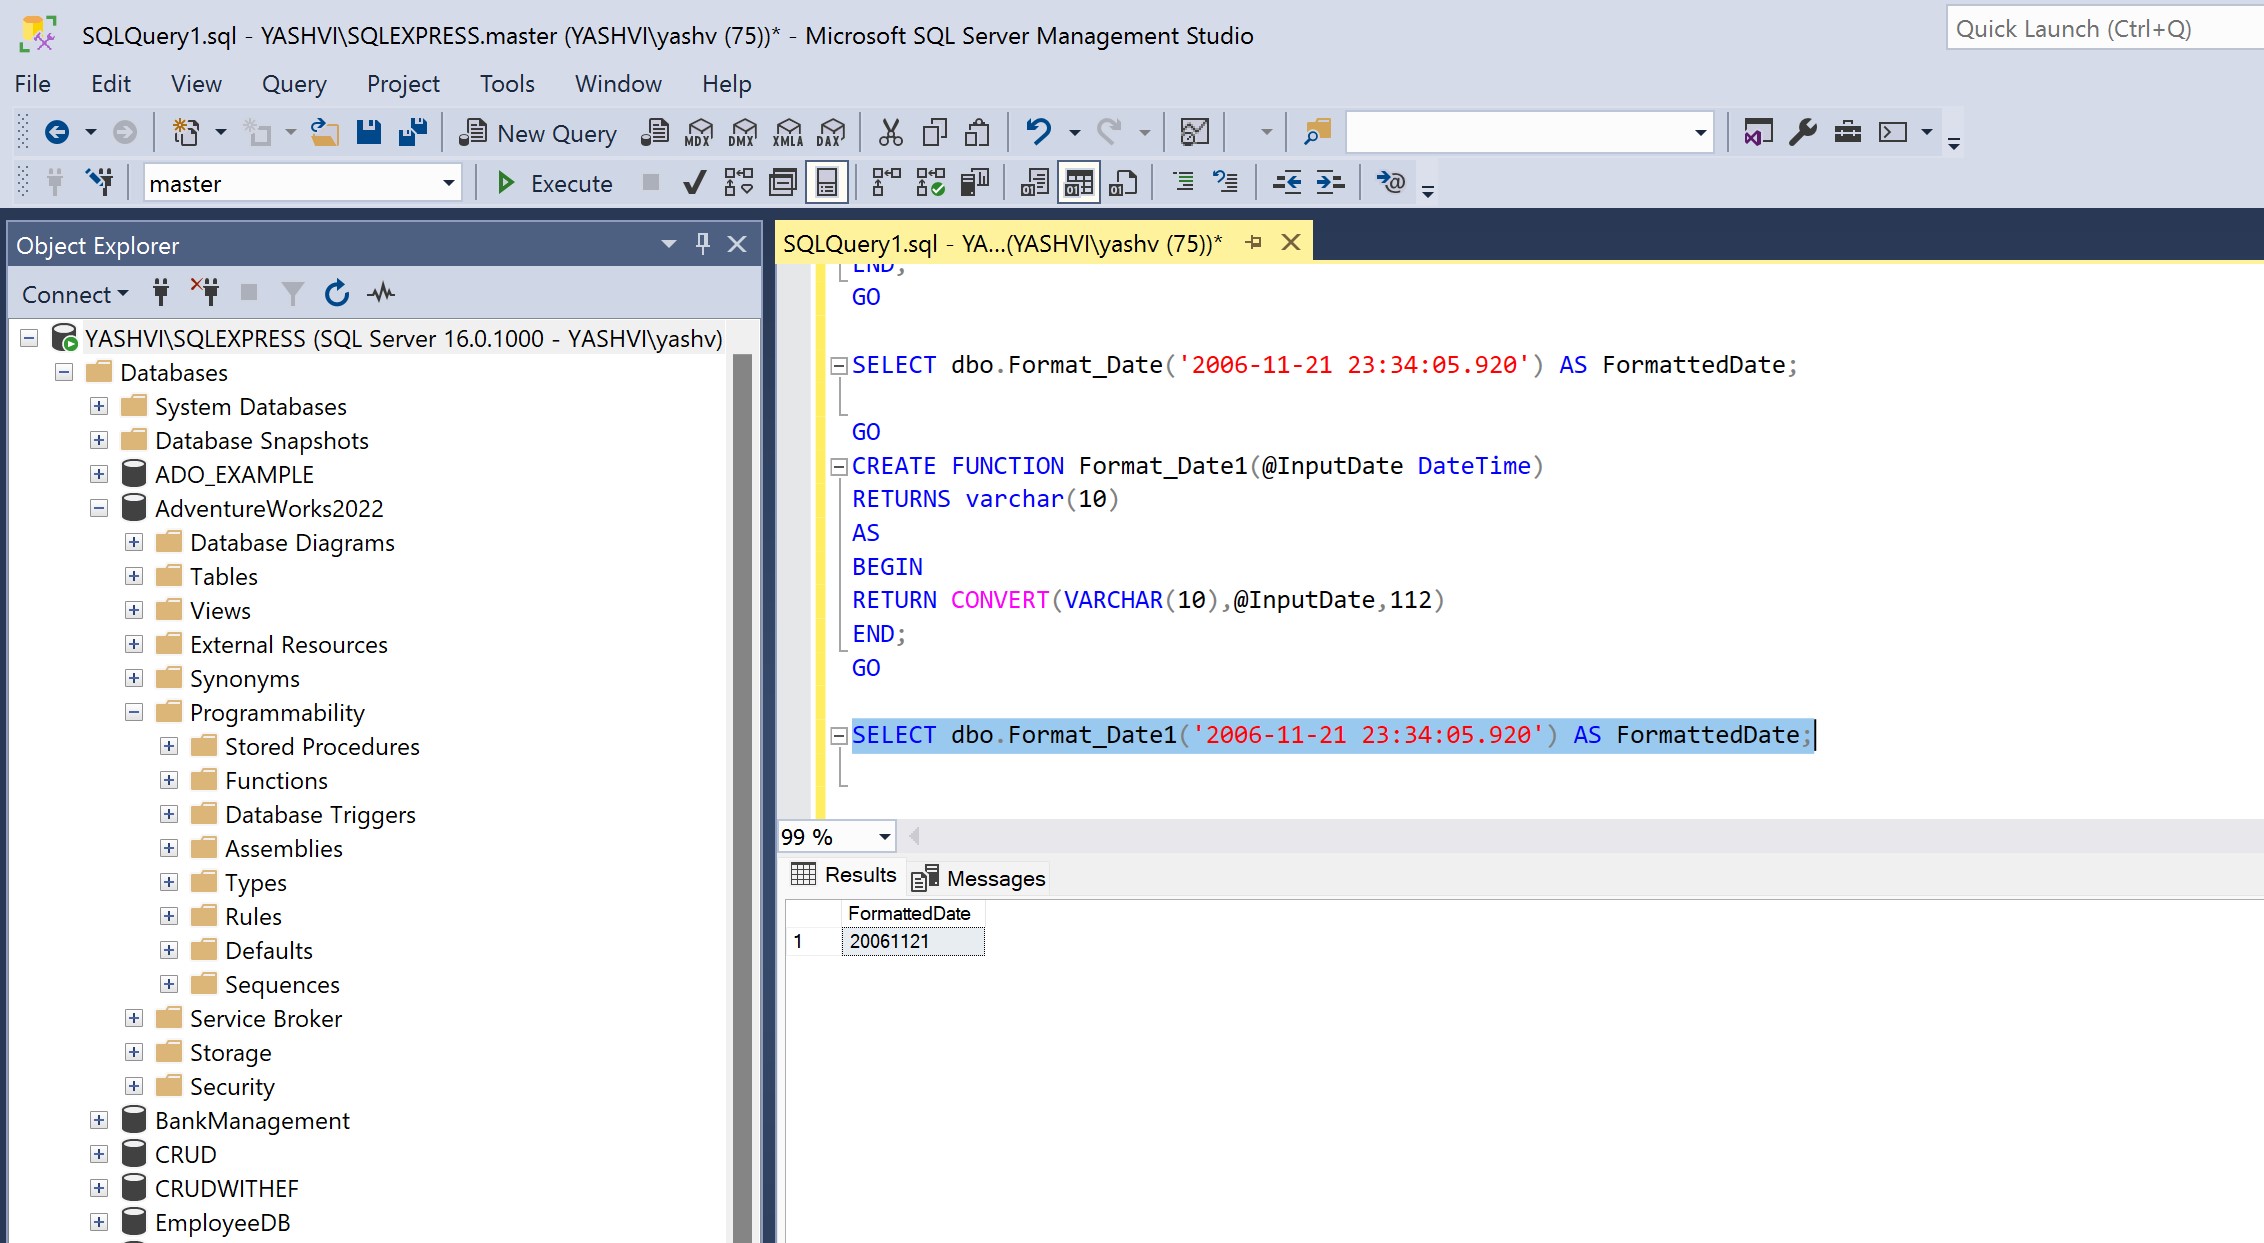 SQLQuery1.sql - YASHVI\SQLEXPRESS.master (YASHVI\yashv (75))* - Microsoft SQL Server Management Studio
Quick Launch (Ctrl+Q)
File Edit View Query Project Tools Window Help
New Query MDX DMX XMLA DAX
master Execute
Object Explorer
SQLQuery1.sql - YA...(YASHVI\yashv (75))*
Connect
YASHVI\SQLEXPRESS (SQL Server 16.0.1000 - YASHVI\yashv)
Databases
System Databases
Database Snapshots
ADO_EXAMPLE
AdventureWorks2022
Database Diagrams
Tables
Views
External Resources
Synonyms
Programmability
Stored Procedures
Functions
Database Triggers
Assemblies
Types
Rules
Defaults
Sequences
Service Broker
Storage
Security
BankManagement
CRUD
CRUDWITHEF
EmployeeDB
END;
GO
SELECT dbo.Format_Date('2006-11-21 23:34:05.920') AS FormattedDate;
GO
CREATE FUNCTION Format_Date1(@InputDate DateTime)
RETURNS varchar(10)
AS
BEGIN
RETURN CONVERT(VARCHAR(10),@InputDate,112)
END;
GO
SELECT dbo.Format_Date1('2006-11-21 23:34:05.920') AS FormattedDate;
99 %
Results Messages
FormattedDate
1 20061121